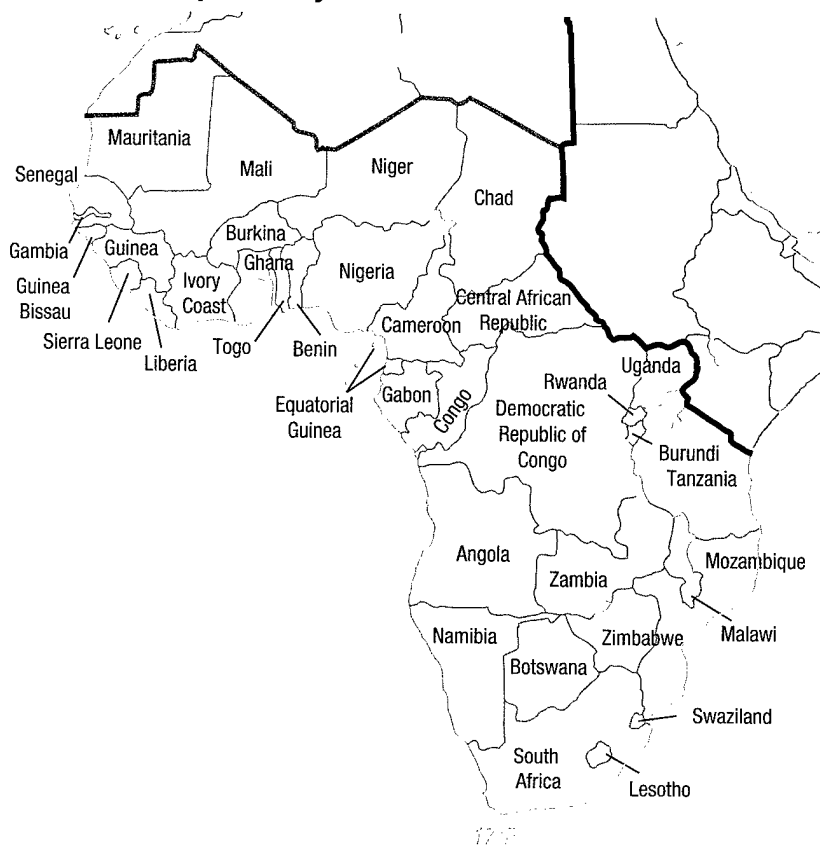 Mauritania
Senegal
Mali
Niger
Chad
Gambia
Guinea
Burkina
Ghana
Nigeria
Guinea
Bissau
Ivory
Coast
Central African
Republic
Cameroon
Sierra Leone
Liberia
Togo
Benin
Uganda
Equatorial
Guinea
Gabon
Congo
Rwanda
Democratic
Republic of
Congo
Burundi
Tanzania
Angola
Mozambique
Zambia
Namibia
Zimbabwe
Malawi
Botswana
Swaziland
South
Africa
Lesotho